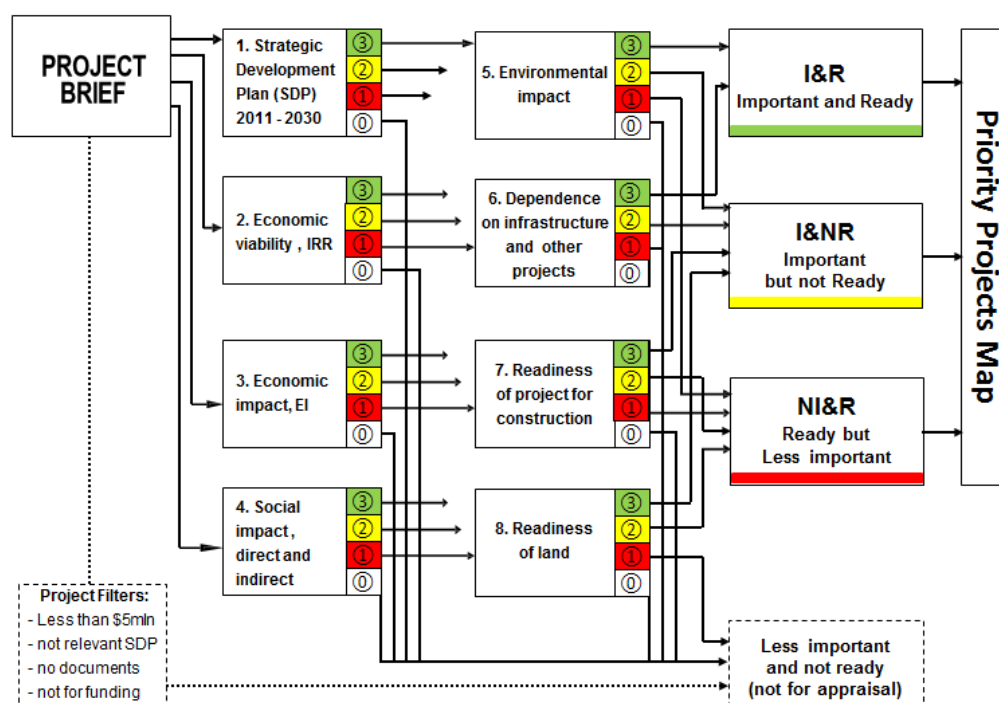 PROJECT
BRIEF
1. Strategic
Development
Plan (SDP)
2011 - 2030
③
②
①
⓪
2. Economic
viability , IRR
③
②
①
⓪
3. Economic
impact, EI
③
②
①
⓪
4. Social
impact ,
direct and
indirect
③
②
①
⓪
5. Environmental
impact
③
②
①
⓪
6. Dependence
on infrastructure
and other
projects
③
②
①
⓪
7. Readiness
of project for
construction
③
②
①
⓪
8. Readiness
of land
③
②
①
⓪
I&R
Important and Ready
I&NR
Important
but not Ready
NI&R
Ready but
Less important
Less important
and not ready
(not for appraisal)
Priority Projects Map
Project Filters:
- Less than $5mln
- not relevant SDP
- no documents
- not for funding